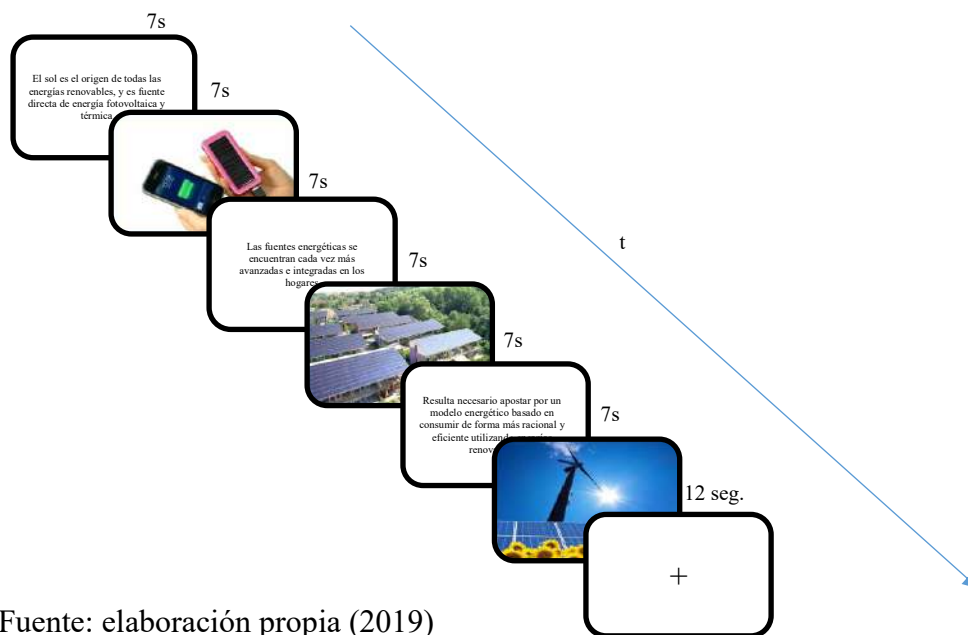 7s
El sol es el origen de todas las
energías renovables, y es fuente
directa de energía fotovoltaica y
térmica
7s
7s
Las fuentes energéticas se
encuentran cada vez más
avanzadas e integradas en los
hogares
7s
t
7s
Resulta necesario apostar por un
modelo energético basado en
consumir de forma más racional y
eficiente utilizando
7s
12 seg.
+
Fuente: elaboración propia (2019)